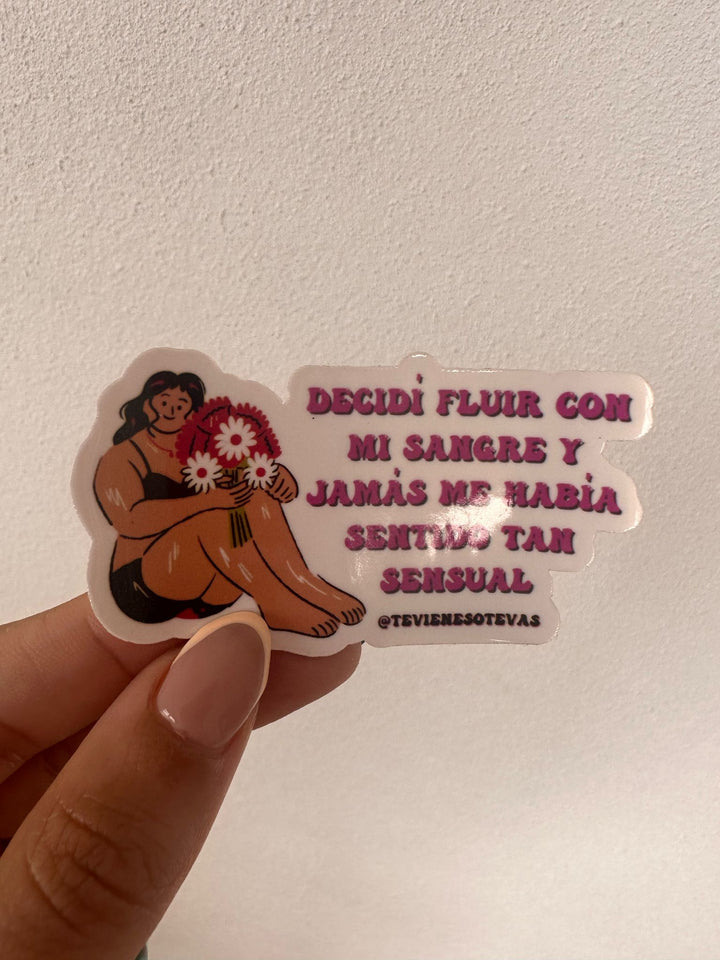 DECIDÍ FLUIR CON
MI SANGRE Y
JAMÁS ME HABÍA
SENTIDO TAN
SENSUAL
@TEVIENESOTEVAS